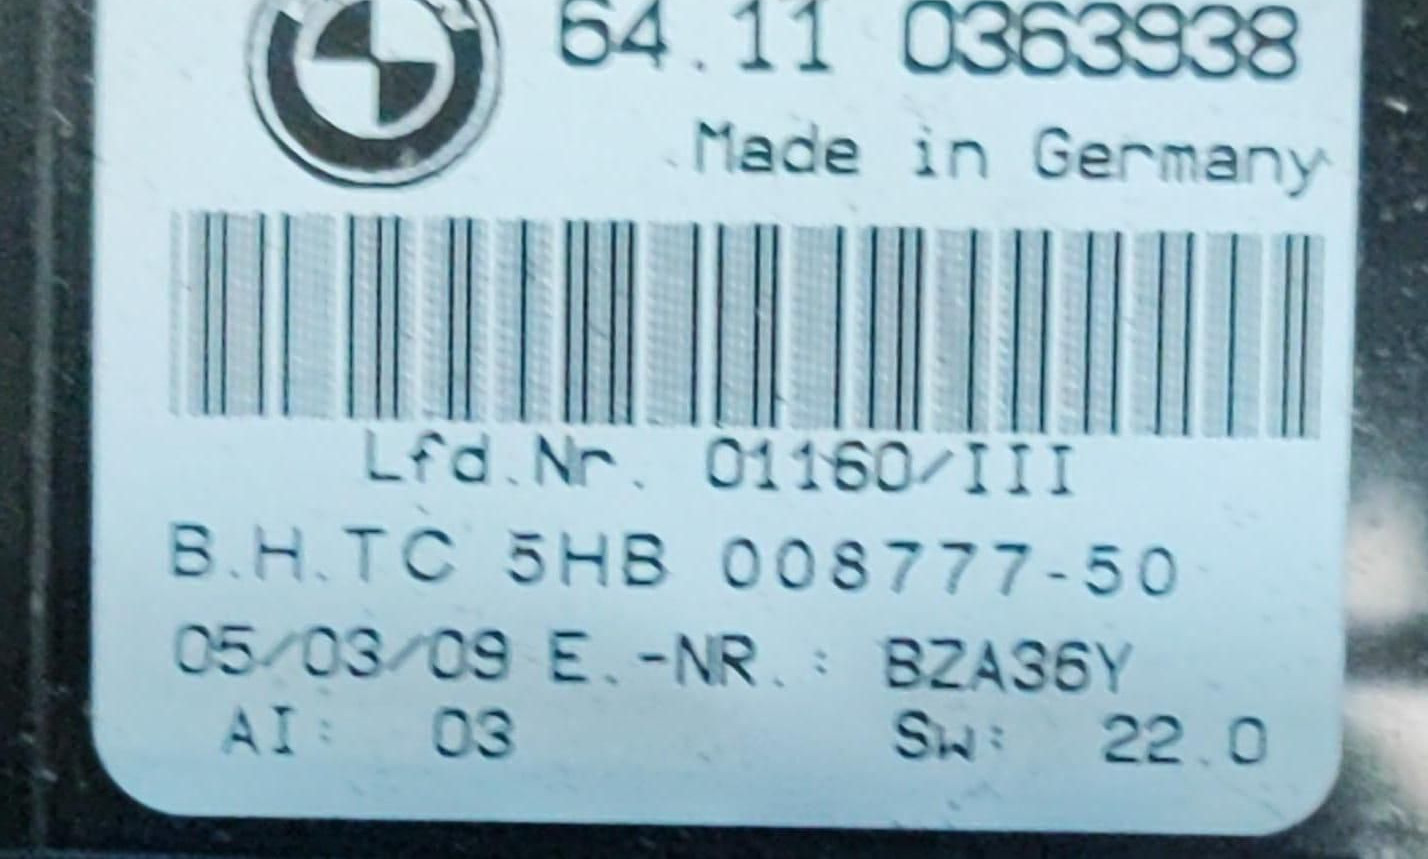 64.11 0363938
Made in Germany
Lfd.Nr. 01160/III
B.H.TC 5HB 008777-50
05/03/09 E.-NR.: BZA36Y
AI: 03 SW: 22.0